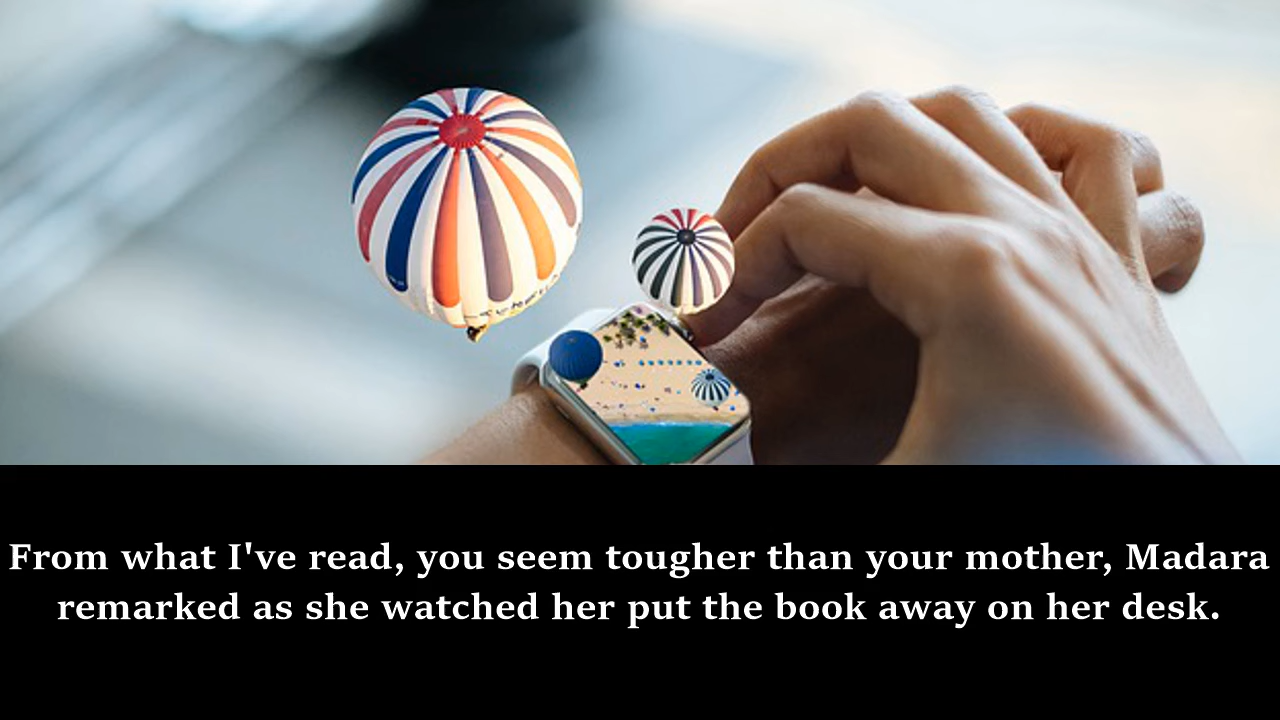 From what I've read, you seem tougher than your mother, Madara
remarked as she watched her put the book away on her desk.